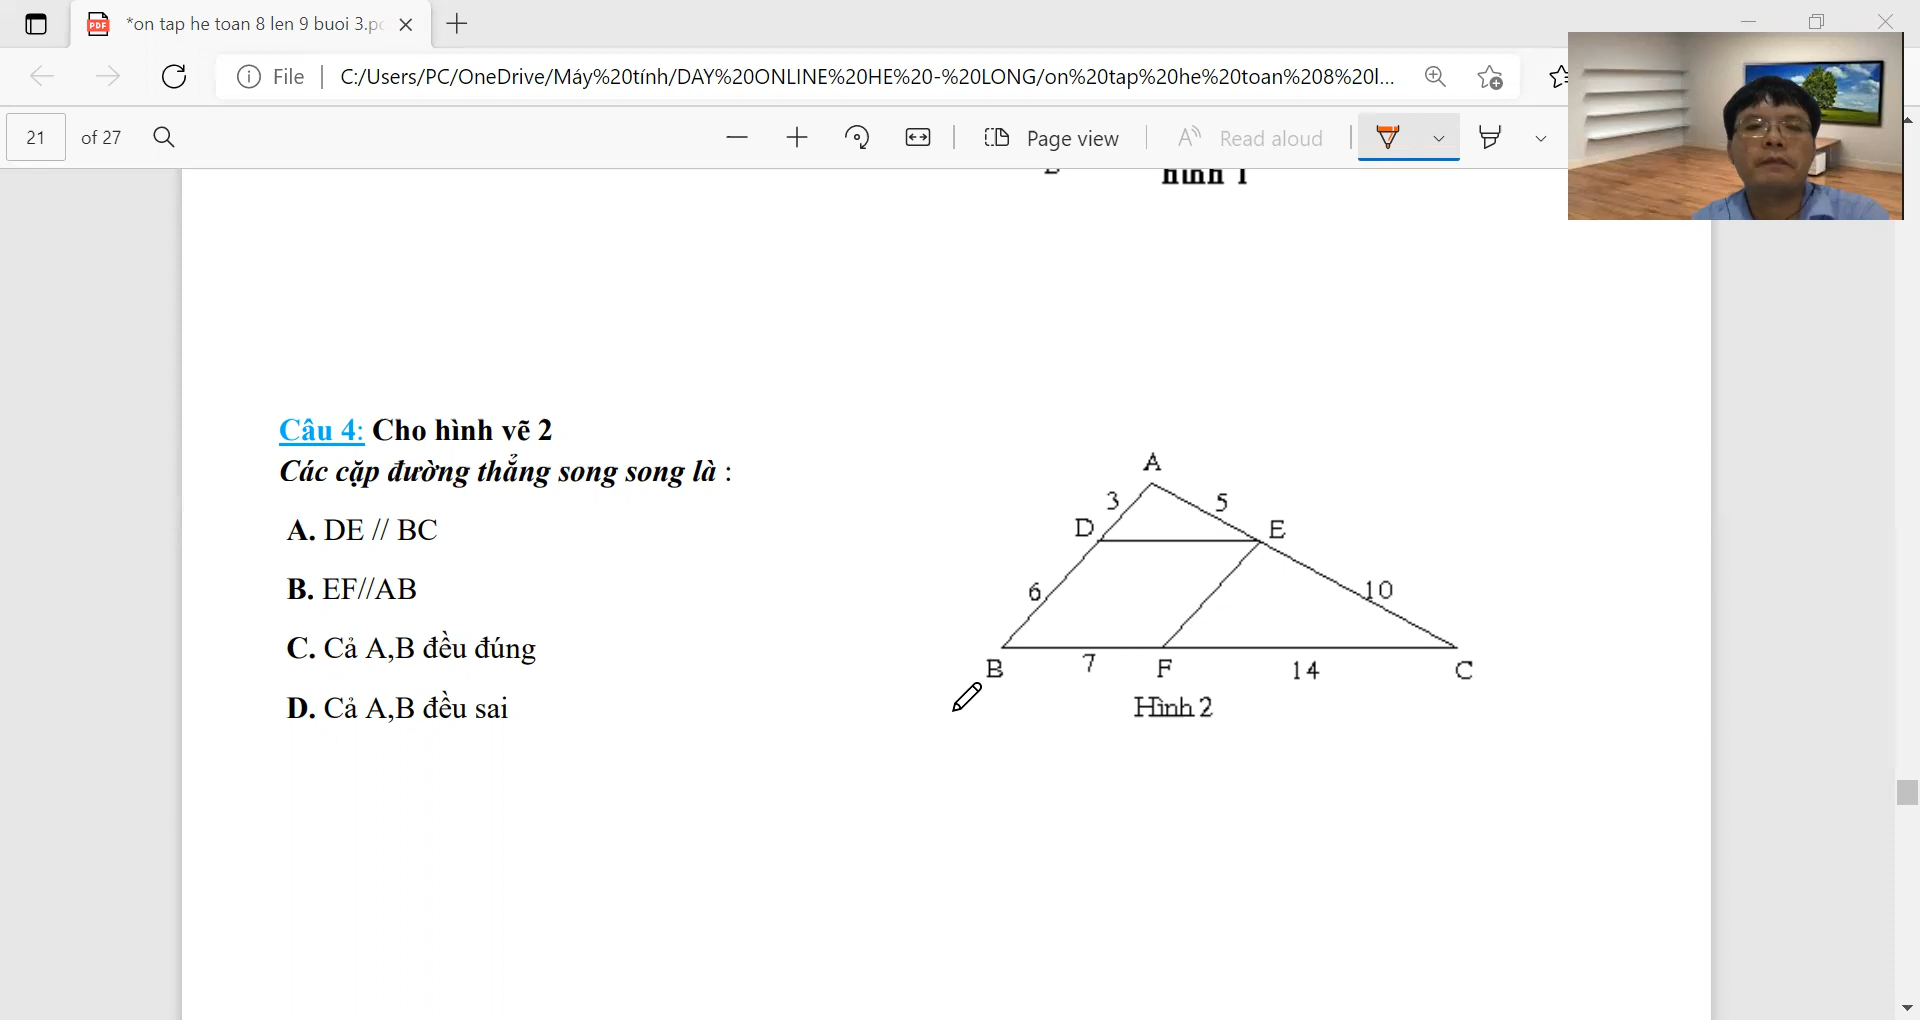 *on tap he toan 8 len 9 buoi 3.p
File
C:/Users/PC/OneDrive/Máy%20tính/DAY%20ONLINE%20HE%20-%20LONG/on%20tap%20he%20toan%208%20l...
21 of 27
Page view
Read aloud
Hình 1
Câu 4: Cho hình vẽ 2
Các cặp đường thẳng song song là :
A. DE // BC
B. EF//AB
C. Cả A,B đều đúng
D. Cả A,B đều sai
A
3
5
D
E
6
10
B
7
F
14
C
Hình 2